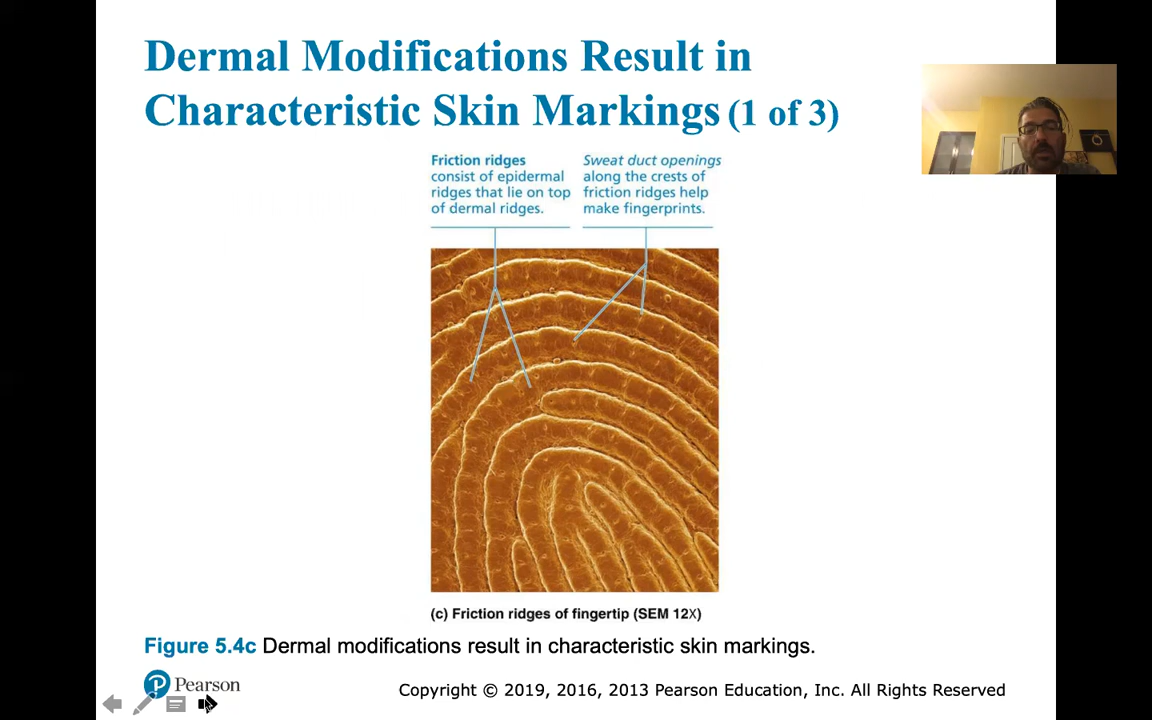 Dermal Modifications Result in
Characteristic Skin Markings (1 of 3)
Friction ridges
consist of epidermal
ridges that lie on top
of dermal ridges.
Sweat duct openings
along the crests of
friction ridges help
make fingerprints.
(c) Friction ridges of fingertip (SEM 12X)
Figure 5.4c Dermal modifications result in characteristic skin markings.
P Pearson
Copyright © 2019, 2016, 2013 Pearson Education, Inc. All Rights Reserved